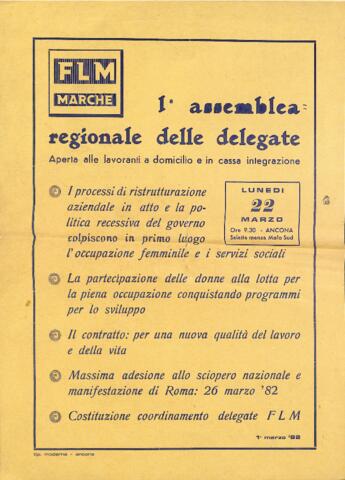 FLM
MARCHE
1ª assemblea
regionale delle delegate
Aperta alle lavoranti a domicilio e in cassa integrazione
I processi di ristrutturazione
aziendale in atto e la po-
litica recessiva del governo
colpiscono in primo luogo
l'occupazione femminile e i servizi sociali
LUNEDI
22
MARZO
Ore 9.30 - ANCONA
mensa Molo Sud
La partecipazione delle donne alla lotta per
la piena occupazione conquistando programmi
per lo sviluppo
Il contratto: per una nuova qualità del lavoro
e della vita
Massima adesione allo sciopero nazionale e
manifestazione di Roma: 26 marzo '82
Costituzione coordinamento delegate F L M
1° marzo '82
tip. moderna - ancona